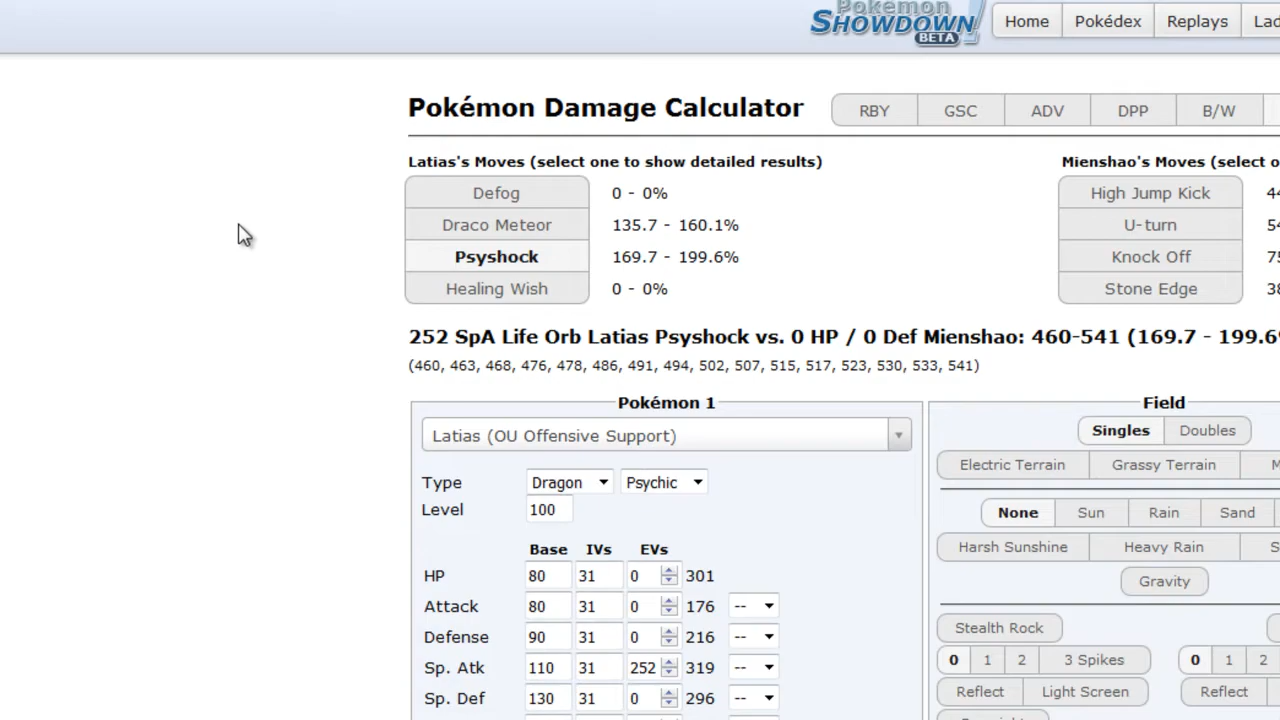 Pokémon
SHOWDOWN
BETA
Home Pokédex Replays Lad
Pokémon Damage Calculator RBY GSC ADV DPP B/W
Latias's Moves (select one to show detailed results) Mienshao's Moves (select o
Defog 0 - 0% High Jump Kick 44
Draco Meteor 135.7 - 160.1% U-turn 54
Psyshock 169.7 - 199.6% Knock Off 75
Healing Wish 0 - 0% Stone Edge 38
252 SpA Life Orb Latias Psyshock vs. 0 HP / 0 Def Mienshao: 460-541 (169.7 - 199.6
(460, 463, 468, 476, 478, 486, 491, 494, 502, 507, 515, 517, 523, 530, 533, 541)
Pokémon 1 Field
Latias (OU Offensive Support) Singles Doubles
Electric Terrain Grassy Terrain M
Type Dragon Psychic
Level 100 None Sun Rain Sand
Base IVs EVs Harsh Sunshine Heavy Rain S
HP 80 31 0 301 Gravity
Attack 80 31 0 176 --
Defense 90 31 0 216 -- Stealth Rock
Sp. Atk 110 31 252 319 -- 0 1 2 3 Spikes 0 1 2
Sp. Def 130 31 0 296 -- Reflect Light Screen Reflect